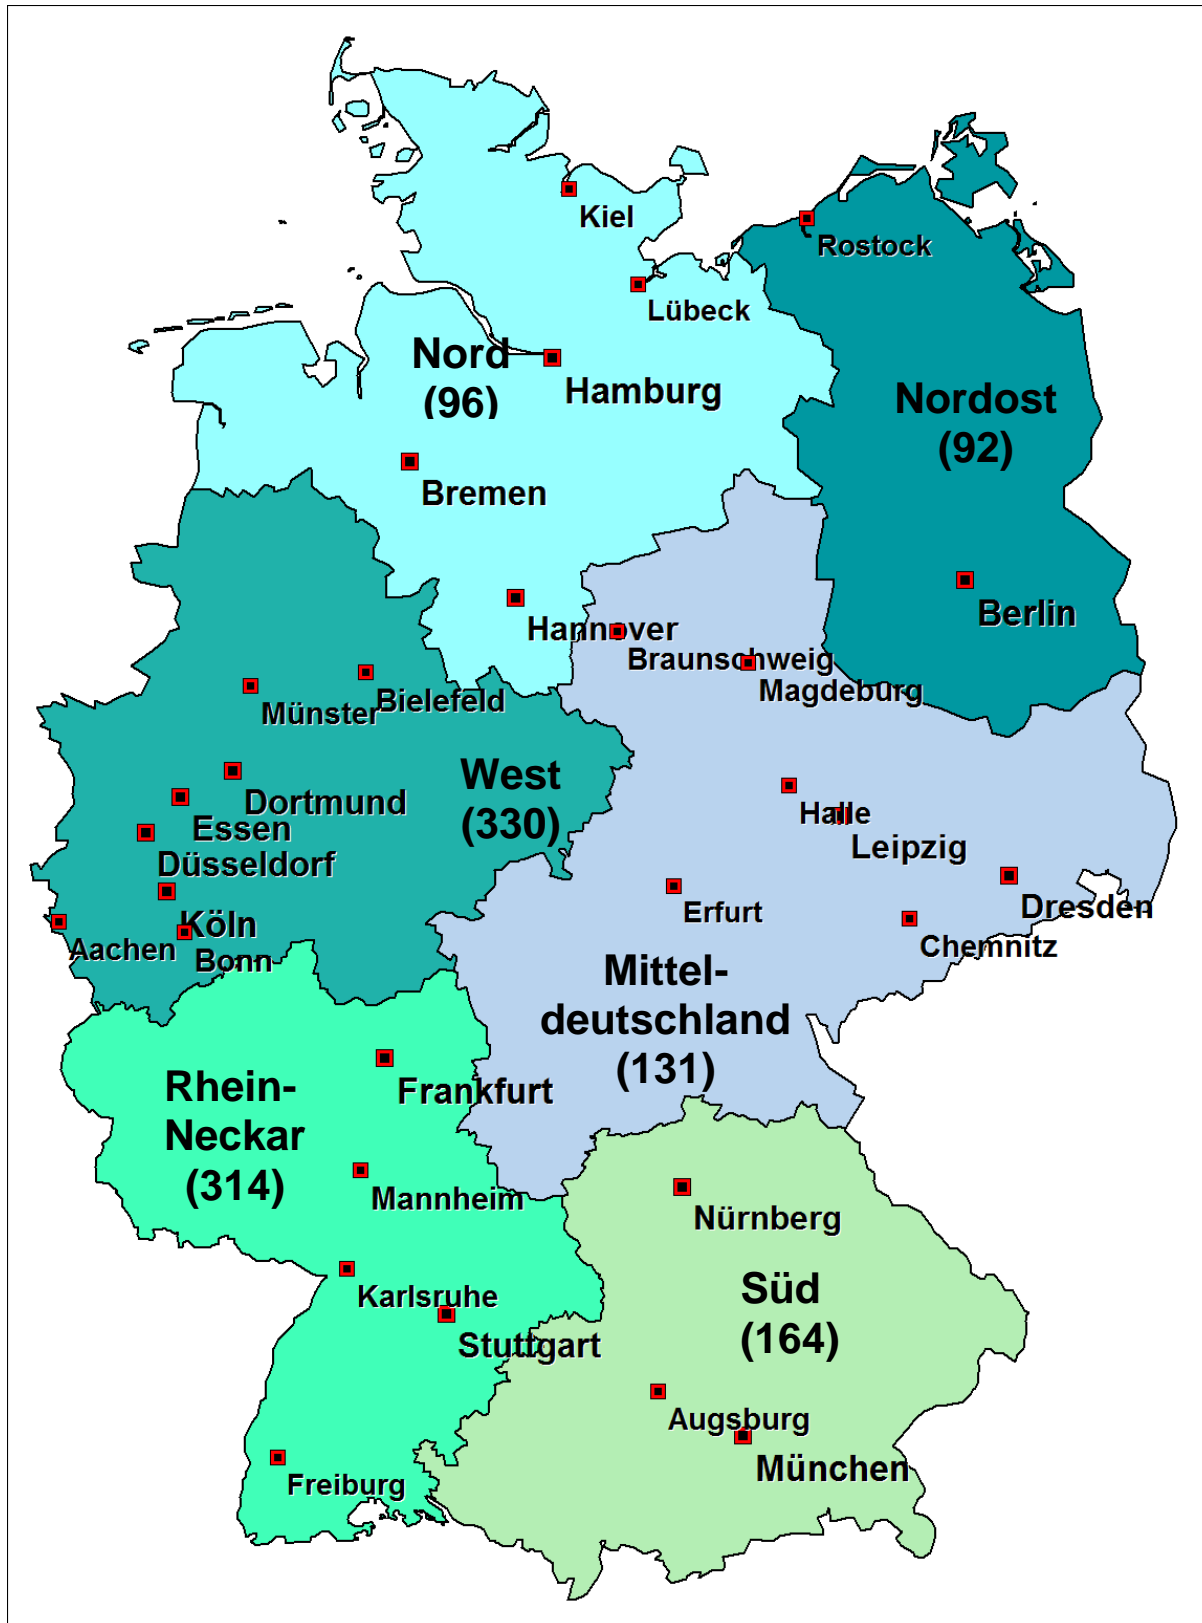 Kiel
Rostock
Lübeck
Nord
(96)
Hamburg
Nordost
(92)
Bremen
Hannover
Berlin
Braunschweig
Magdeburg
Münster
Bielefeld
West
(330)
Dortmund
Essen
Düsseldorf
Halle
Leipzig
Köln
Aachen
Bonn
Erfurt
Dresden
Chemnitz
Mittel-
deutschland
(131)
Rhein-
Neckar
(314)
Frankfurt
Mannheim
Nürnberg
Karlsruhe
Stuttgart
Süd
(164)
Augsburg
München
Freiburg